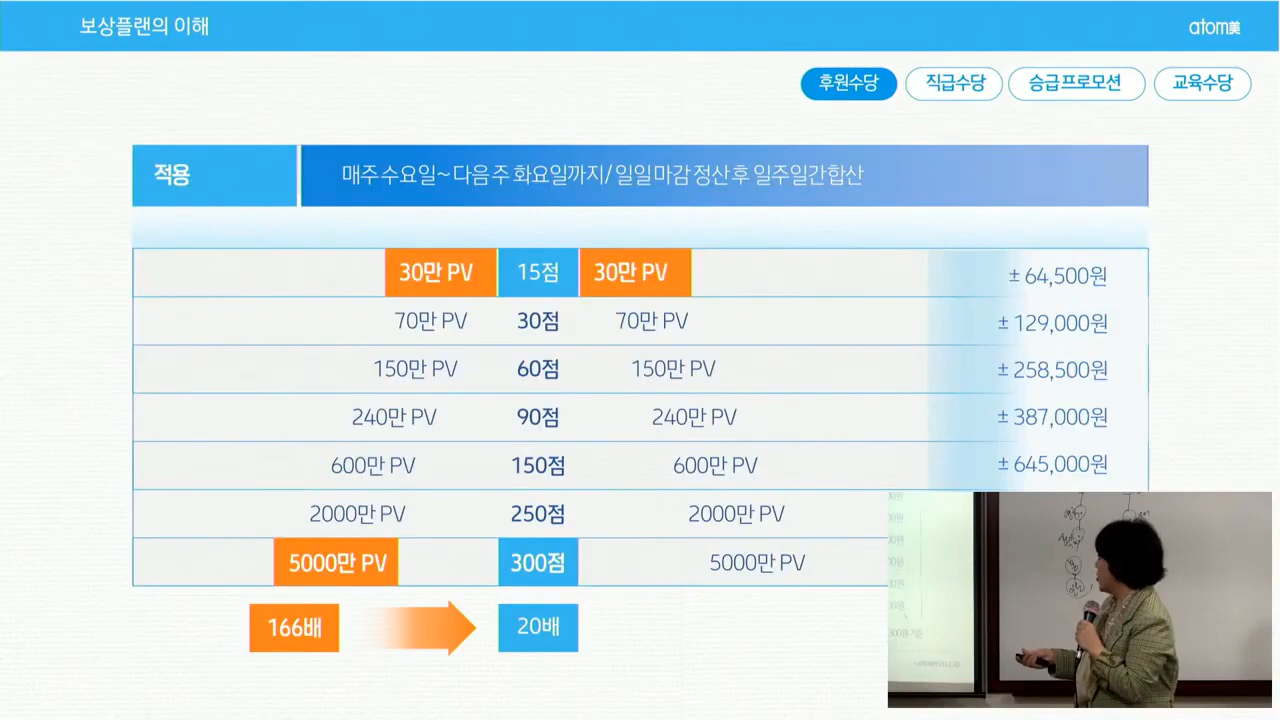 보상플랜의 이해
atom美
후원수당 직급수당 승급프로모션 교육수당
적용 매주 수요일~ 다음 주 화요일까지/ 일일 마감 정산 후 일주일간 합산
30만 PV 15점 30만 PV ± 64,500원
70만 PV 30점 70만 PV ± 129,000원
150만 PV 60점 150만 PV ± 258,500원
240만 PV 90점 240만 PV ± 387,000원
600만 PV 150점 600만 PV ± 645,000원
2000만 PV 250점 2000만 PV
5000만 PV 300점 5000만 PV
166배 20배